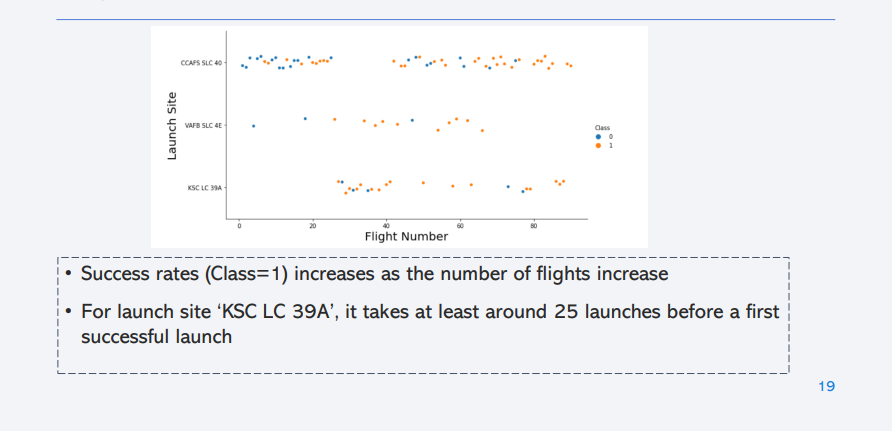 CCAFS SLC 40
VAFB SLC 4E
KSC LC 39A
Launch Site
0 20 40 60 80
Flight Number
Class
0
1
• Success rates (Class=1) increases as the number of flights increase
• For launch site ‘KSC LC 39A’, it takes at least around 25 launches before a first
successful launch
19